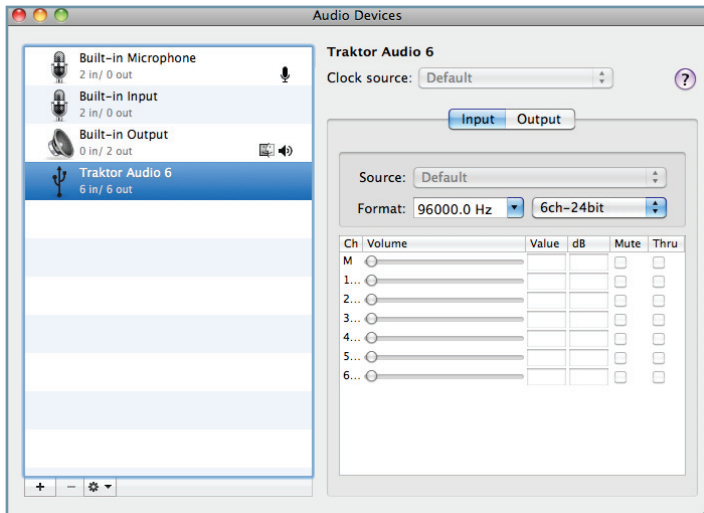 Audio Devices
Built-in Microphone
2 in/ 0 out
Built-in Input
2 in/ 0 out
Built-in Output
0 in/ 2 out
Traktor Audio 6
6 in/ 6 out
+ −
Traktor Audio 6
Clock source: Default
?
Input Output
Source: Default
Format: 96000.0 Hz 6ch-24bit
Ch Volume Value dB Mute Thru
M
1...
2...
3...
4...
5...
6...